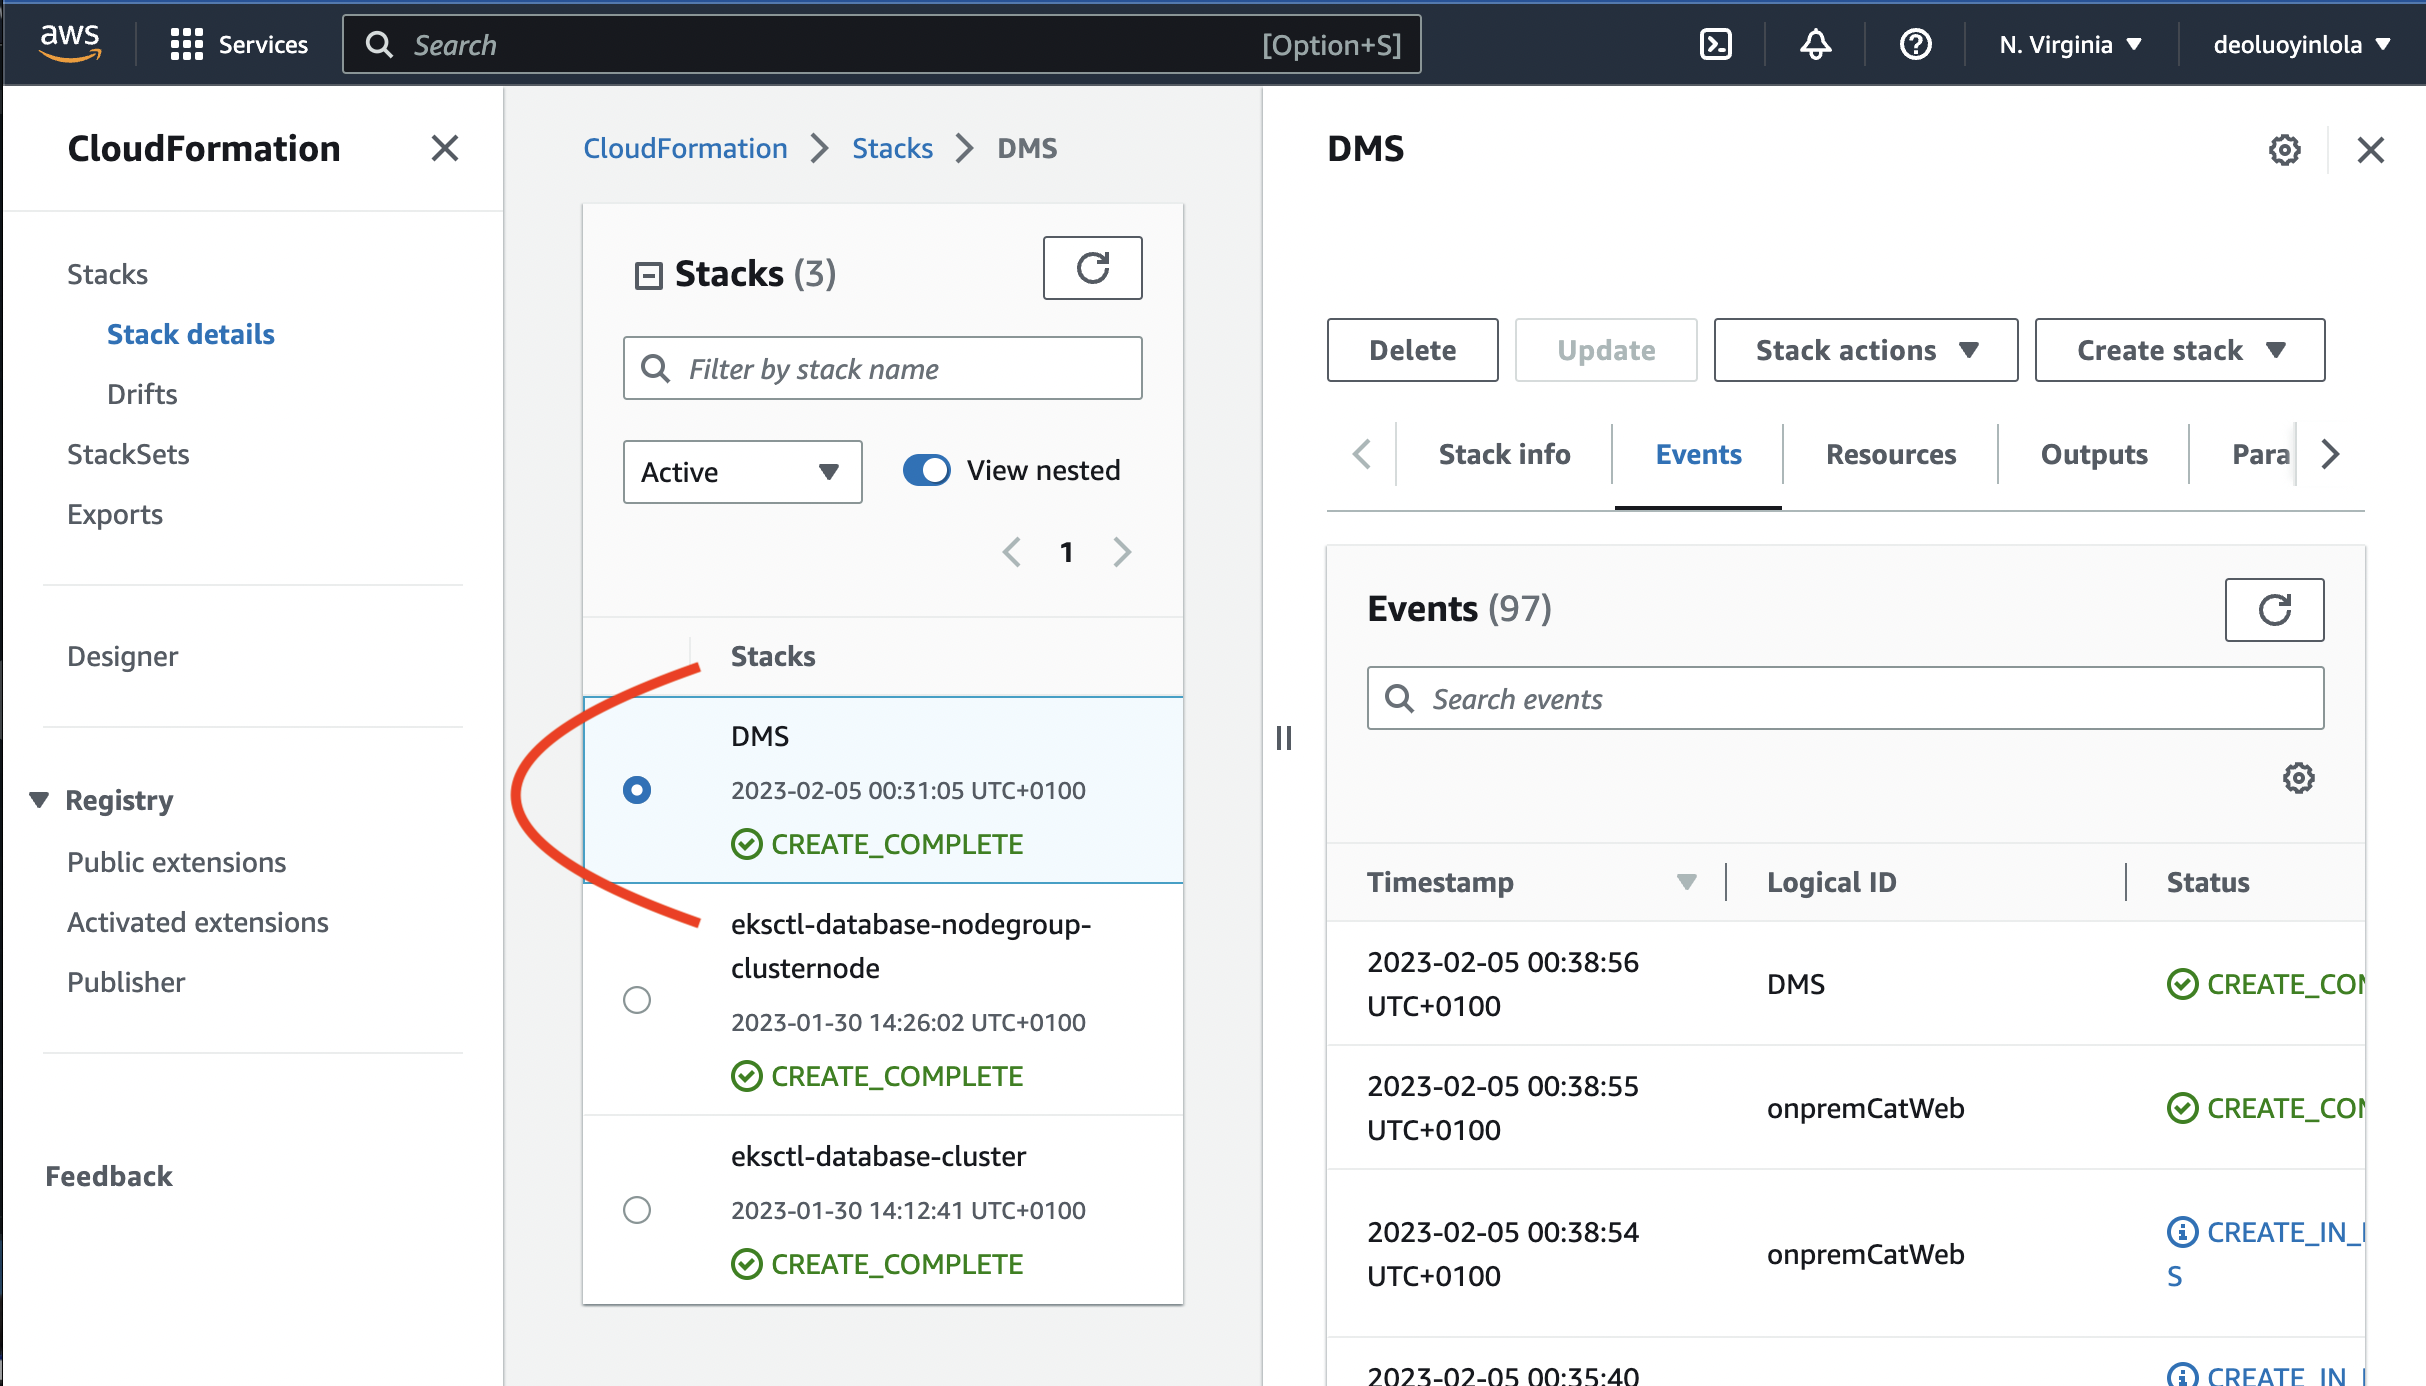 aws
Services
Search
[Option+S]
N. Virginia
deoluoyinlola
CloudFormation
Stacks
Stack details
Drifts
StackSets
Exports
Designer
Registry
Public extensions
Activated extensions
Publisher
Feedback
CloudFormation
Stacks
DMS
Stacks (3)
Filter by stack name
Active
View nested
1
Stacks
DMS
2023-02-05 00:31:05 UTC+0100
CREATE_COMPLETE
eksctl-database-nodegroup-
clusternode
2023-01-30 14:26:02 UTC+0100
CREATE_COMPLETE
eksctl-database-cluster
2023-01-30 14:12:41 UTC+0100
CREATE_COMPLETE
DMS
Delete
Update
Stack actions
Create stack
Stack info
Events
Resources
Outputs
Para
Events (97)
Search events
Timestamp
Logical ID
Status
2023-02-05 00:38:56
UTC+0100
DMS
CREATE_COM
2023-02-05 00:38:55
UTC+0100
onpremCatWeb
CREATE_COM
2023-02-05 00:38:54
UTC+0100
onpremCatWeb
CREATE_IN_
S
2023-02-05 00:35:40
CREATE_IN_